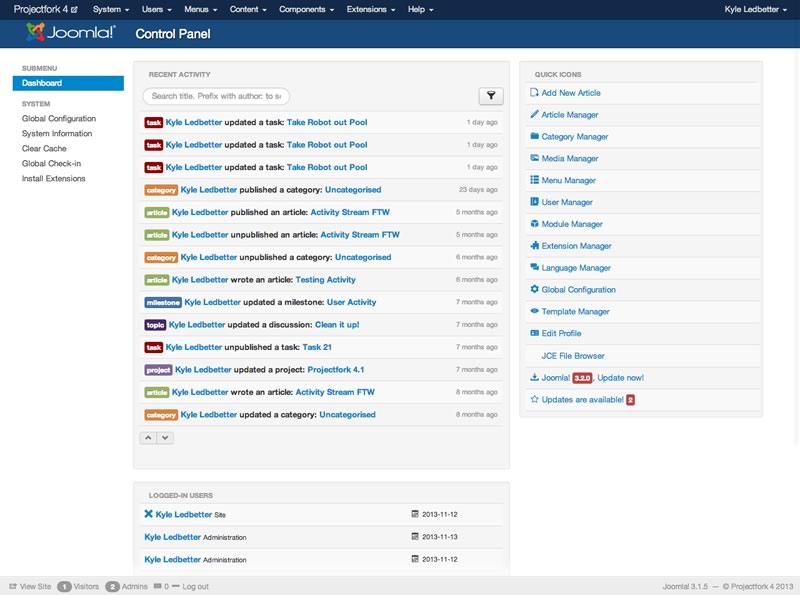 Projectfork 4 System Users Menus Content Components Extensions Help Kyle Ledbetter
Joomla! Control Panel
SUBMENU
Dashboard
SYSTEM
Global Configuration
System Information
Clear Cache
Global Check-in
Install Extensions
RECENT ACTIVITY
Search title. Prefix with author: to s
task Kyle Ledbetter updated a task: Take Robot out Pool 1 day ago
task Kyle Ledbetter updated a task: Take Robot out Pool 1 day ago
task Kyle Ledbetter updated a task: Take Robot out Pool 1 day ago
category Kyle Ledbetter published a category: Uncategorised 23 days ago
article Kyle Ledbetter published an article: Activity Stream FTW 5 months ago
article Kyle Ledbetter unpublished an article: Activity Stream FTW 5 months ago
category Kyle Ledbetter unpublished a category: Uncategorised 6 months ago
article Kyle Ledbetter wrote an article: Testing Activity 6 months ago
milestone Kyle Ledbetter updated a milestone: User Activity 7 months ago
topic Kyle Ledbetter updated a discussion: Clean it up! 7 months ago
task Kyle Ledbetter unpublished a task: Task 21 7 months ago
project Kyle Ledbetter updated a project: Projectfork 4.1 7 months ago
article Kyle Ledbetter wrote an article: Activity Stream FTW 8 months ago
category Kyle Ledbetter updated a category: Uncategorised 8 months ago
LOGGED-IN USERS
Kyle Ledbetter Site 2013-11-12
Kyle Ledbetter Administration 2013-11-13
Kyle Ledbetter Administration 2013-11-12
QUICK ICONS
Add New Article
Article Manager
Category Manager
Media Manager
Menu Manager
User Manager
Module Manager
Extension Manager
Language Manager
Global Configuration
Template Manager
Edit Profile
JCE File Browser
Joomla! 3.2.0, Update now!
Updates are available! 2
View Site 1 Visitors 2 Admins 0 Log out Joomla! 3.1.5 — © Projectfork 4 2013